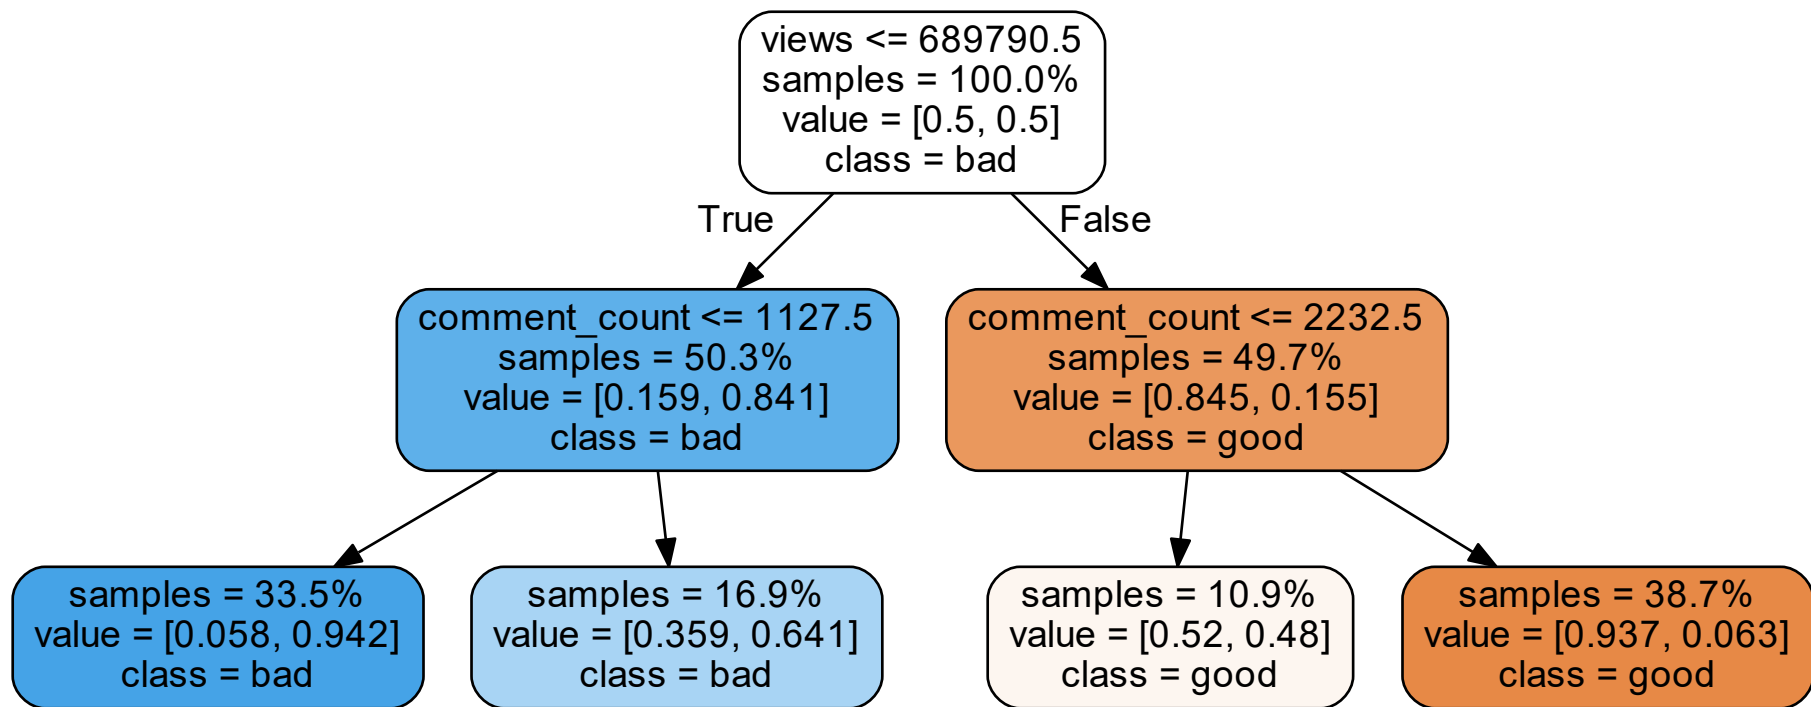 views <= 689790.5
samples = 100.0%
value = [0.5, 0.5]
class = bad
True
False
comment_count <= 1127.5
samples = 50.3%
value = [0.159, 0.841]
class = bad
comment_count <= 2232.5
samples = 49.7%
value = [0.845, 0.155]
class = good
samples = 33.5%
value = [0.058, 0.942]
class = bad
samples = 16.9%
value = [0.359, 0.641]
class = bad
samples = 10.9%
value = [0.52, 0.48]
class = good
samples = 38.7%
value = [0.937, 0.063]
class = good